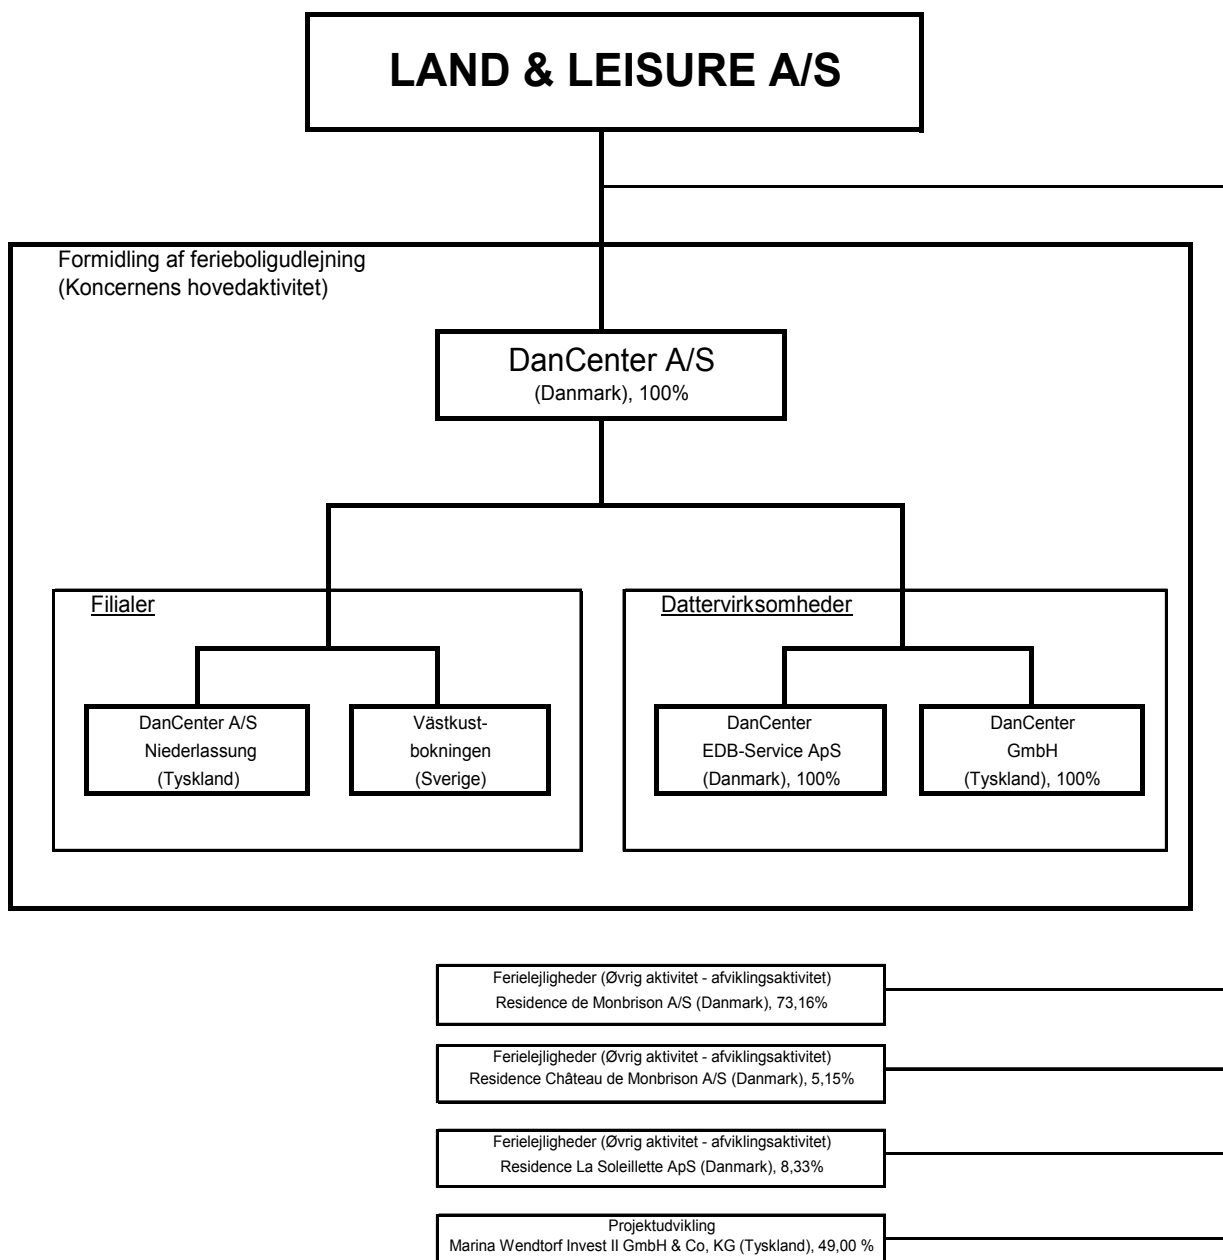 LAND & LEISURE A/S
Formidling af ferieboligudlejning
(Koncernens hovedaktivitet)
DanCenter A/S
(Danmark), 100%
Filialer
DanCenter A/S
Niederlassung
(Tyskland)
Västkust-
bokningen
(Sverige)
Dattervirksomheder
DanCenter
EDB-Service ApS
(Danmark), 100%
DanCenter
GmbH
(Tyskland), 100%
Ferielejligheder (Øvrig aktivitet - afviklingsaktivitet)
Residence de Monbrison A/S (Danmark), 73,16%
Ferielejligheder (Øvrig aktivitet - afviklingsaktivitet)
Residence Château de Monbrison A/S (Danmark), 5,15%
Ferielejligheder (Øvrig aktivitet - afviklingsaktivitet)
Residence La Soleillette ApS (Danmark), 8,33%
Projektudvikling
Marina Wendtorf Invest II GmbH & Co, KG (Tyskland), 49,00 %